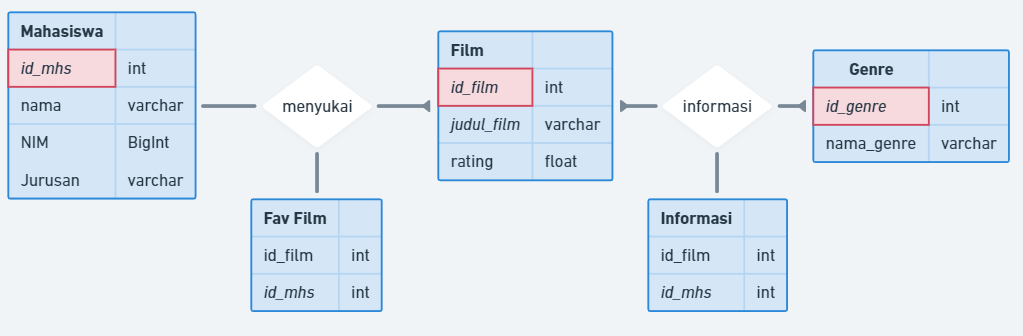 Mahasiswa
id_mhs int
nama varchar
NIM BigInt
Jurusan varchar
menyukai
Fav Film
id_film int
id_mhs int
Film
id_film int
judul_film varchar
rating float
informasi
Informasi
id_film int
id_mhs int
Genre
id_genre int
nama_genre varchar